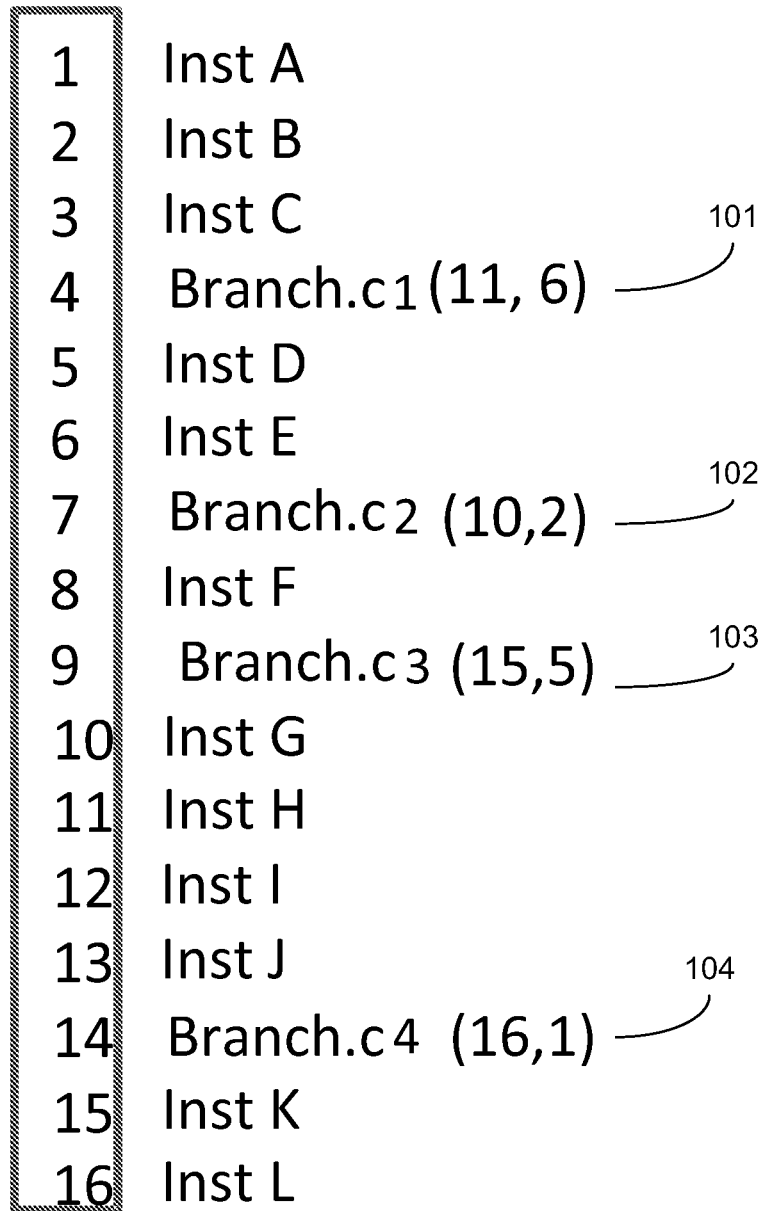 1 Inst A
2 Inst B
3 Inst C
101
4 Branch.c1 (11, 6)
5 Inst D
6 Inst E
102
7 Branch.c2 (10,2)
8 Inst F
103
9 Branch.c3 (15,5)
10 Inst G
11 Inst H
12 Inst I
13 Inst J
104
14 Branch.c4 (16,1)
15 Inst K
16 Inst L